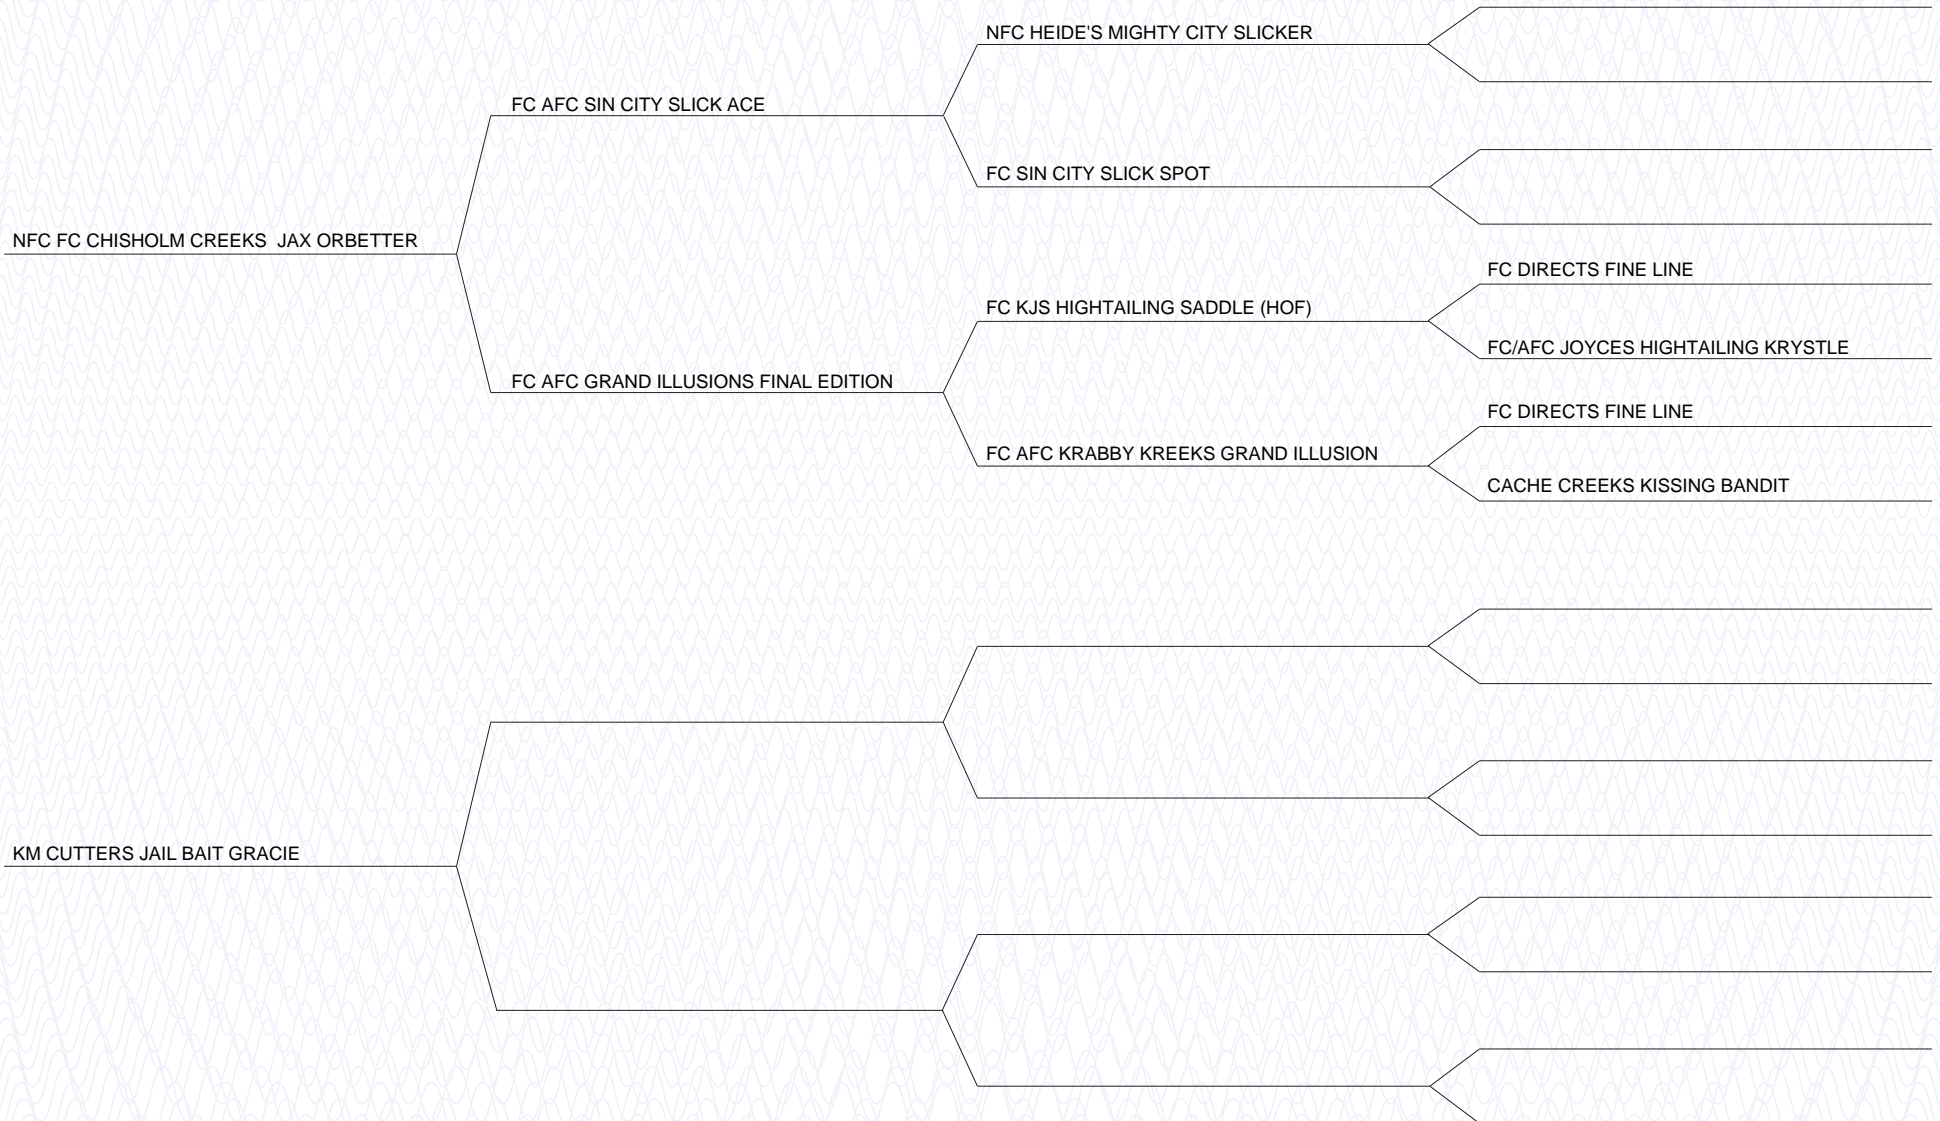 NFC HEIDE'S MIGHTY CITY SLICKER
FC AFC SIN CITY SLICK ACE
FC SIN CITY SLICK SPOT
NFC FC CHISHOLM CREEKS  JAX ORBETTER
FC DIRECTS FINE LINE
FC KJS HIGHTAILING SADDLE (HOF)
FC/AFC JOYCES HIGHTAILING KRYSTLE
FC AFC GRAND ILLUSIONS FINAL EDITION
FC DIRECTS FINE LINE
FC AFC KRABBY KREEKS GRAND ILLUSION
CACHE CREEKS KISSING BANDIT
KM CUTTERS JAIL BAIT GRACIE